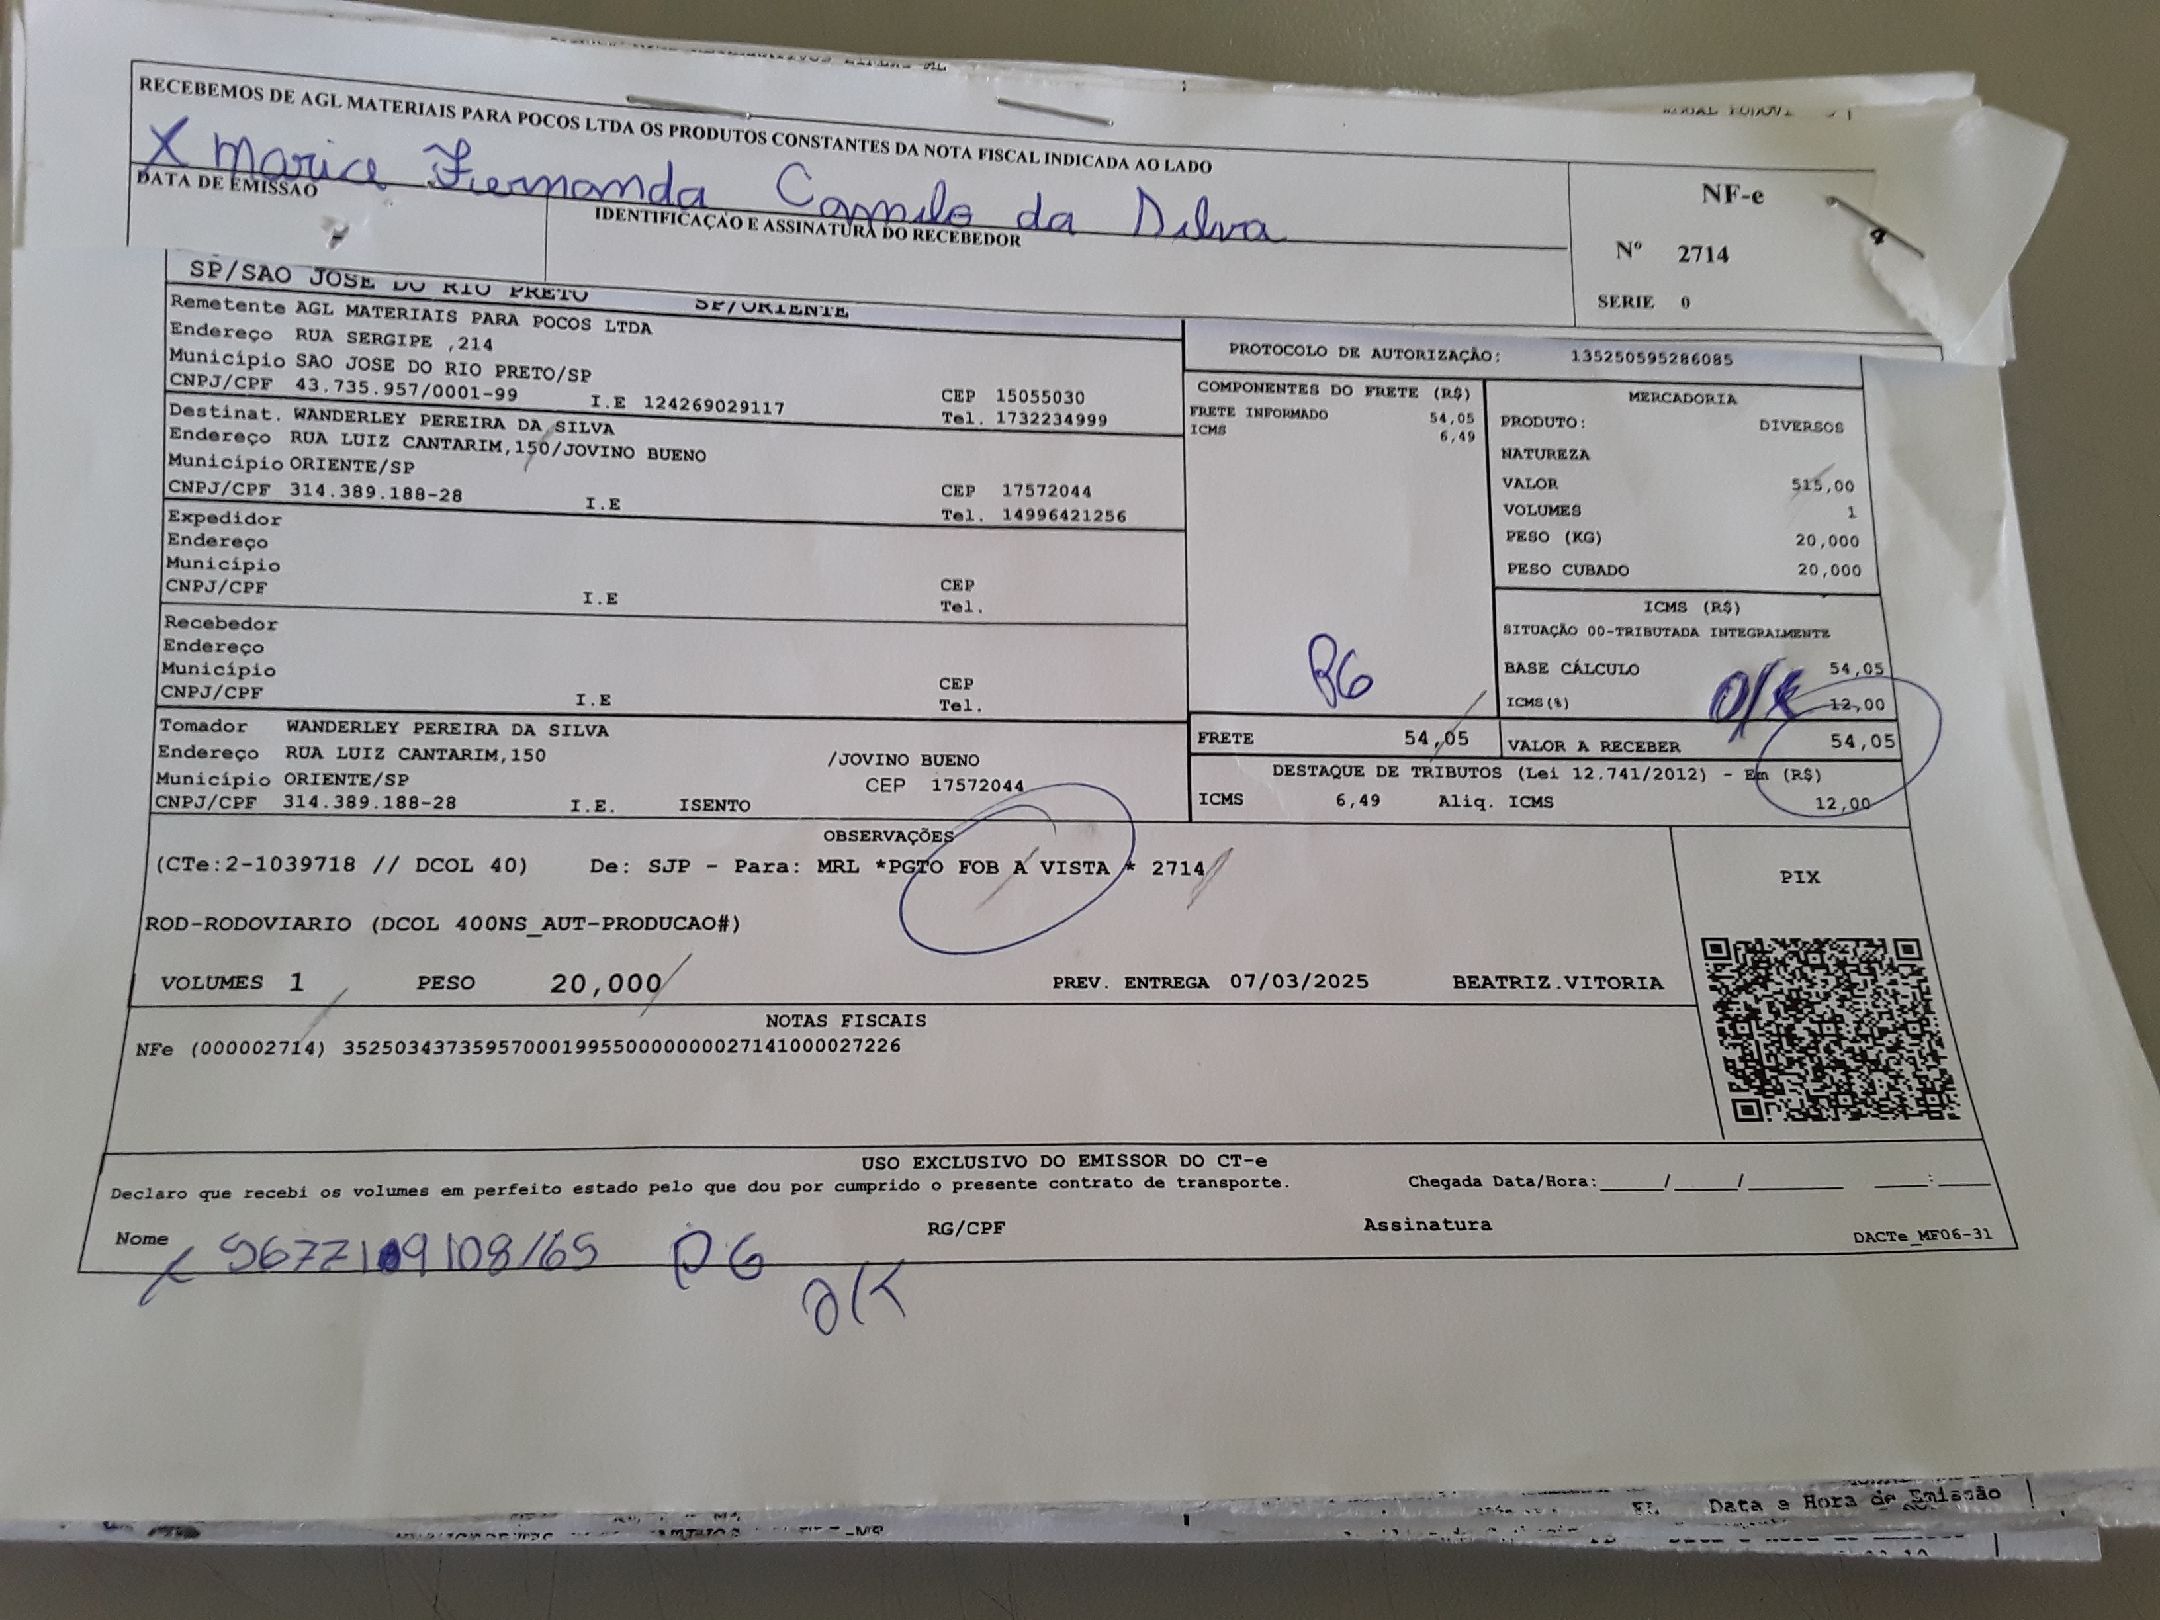 RECEBEMOS DE AGL MATERIAIS PARA POCOS LTDA OS PRODUTOS CONSTANTES DA NOTA FISCAL INDICADA AO LADO
X Maria Fernanda Camilo da Silva
DATA DE EMISSAO
IDENTIFICAÇAO E ASSINATURA DO RECEBEDOR
NF-e
Nº 2714
SERIE 0
SP/SAO JOSE DO RIO PRETO SP/ORIENTE
Remetente AGL MATERIAIS PARA POCOS LTDA
Endereço RUA SERGIPE ,214
Município SAO JOSE DO RIO PRETO/SP CEP 15055030
CNPJ/CPF 43.735.957/0001-99 I.E 124269029117 Tel. 1732234999
Destinat. WANDERLEY PEREIRA DA SILVA
Endereço RUA LUIZ CANTARIM,150/JOVINO BUENO
Município ORIENTE/SP CEP 17572044
CNPJ/CPF 314.389.188-28 I.E Tel. 14996421256
Expedidor
Endereço
Município CEP
CNPJ/CPF I.E Tel.
Recebedor
Endereço
Município CEP
CNPJ/CPF I.E Tel.
Tomador WANDERLEY PEREIRA DA SILVA
Endereço RUA LUIZ CANTARIM,150 /JOVINO BUENO
Município ORIENTE/SP CEP 17572044
CNPJ/CPF 314.389.188-28 I.E. ISENTO
PROTOCOLO DE AUTORIZAÇÃO: 135250595286085
COMPONENTES DO FRETE (R$)
FRETE INFORMADO 54,05
ICMS 6,49
PG
MERCADORIA
PRODUTO: DIVERSOS
NATUREZA
VALOR 515,00
VOLUMES 1
PESO (KG) 20,000
PESO CUBADO 20,000
ICMS (R$)
SITUAÇÃO 00-TRIBUTADA INTEGRALMENTE
BASE CÁLCULO 54,05
ICMS(%) O/K 12,00
FRETE 54,05 VALOR A RECEBER 54,05
DESTAQUE DE TRIBUTOS (Lei 12.741/2012) - Em (R$)
ICMS 6,49 Aliq. ICMS 12,00
OBSERVAÇÕES
(CTe:2-1039718 // DCOL 40) De: SJP - Para: MRL *PGTO FOB A VISTA * 2714
ROD-RODOVIARIO (DCOL 400NS_AUT-PRODUCAO#)
VOLUMES 1 PESO 20,000 PREV. ENTREGA 07/03/2025 BEATRIZ.VITORIA
PIX
NOTAS FISCAIS
NFe (000002714) 35250343735957000199550000000027141000027226
USO EXCLUSIVO DO EMISSOR DO CT-e
Declaro que recebi os volumes em perfeito estado pelo que dou por cumprido o presente contrato de transporte. Chegada Data/Hora:____/____/______ ___:___
Nome RG/CPF Assinatura DACTe_MF06-31
PG
O/K
Data e Hora de Emissão